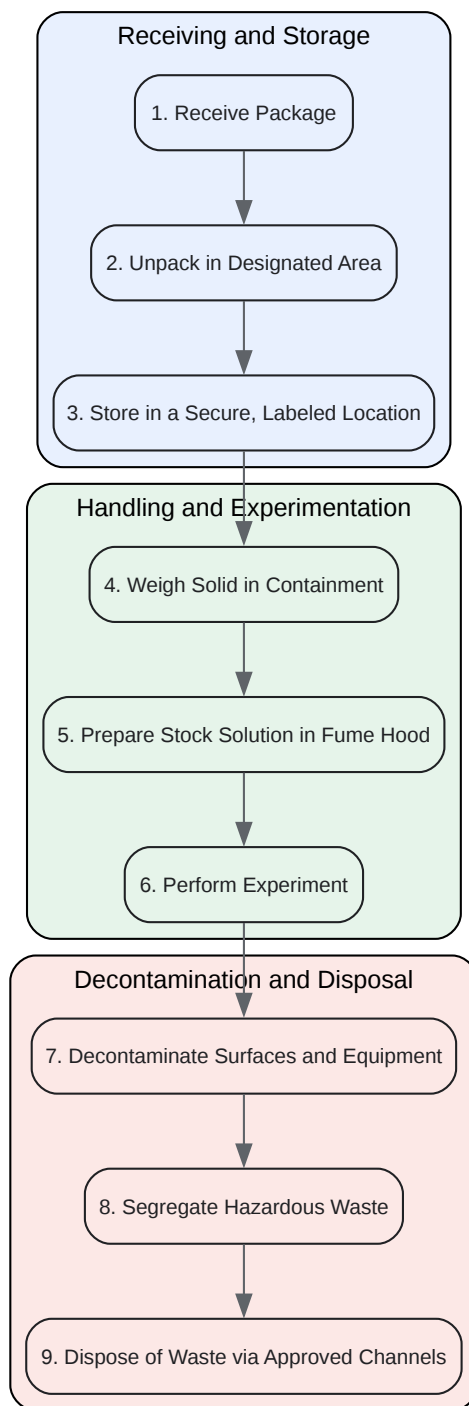 Receiving and Storage
1. Receive Package
2. Unpack in Designated Area
3. Store in a Secure, Labeled Location
Handling and Experimentation
4. Weigh Solid in Containment
5. Prepare Stock Solution in Fume Hood
6. Perform Experiment
Decontamination and Disposal
7. Decontaminate Surfaces and Equipment
8. Segregate Hazardous Waste
9. Dispose of Waste via Approved Channels